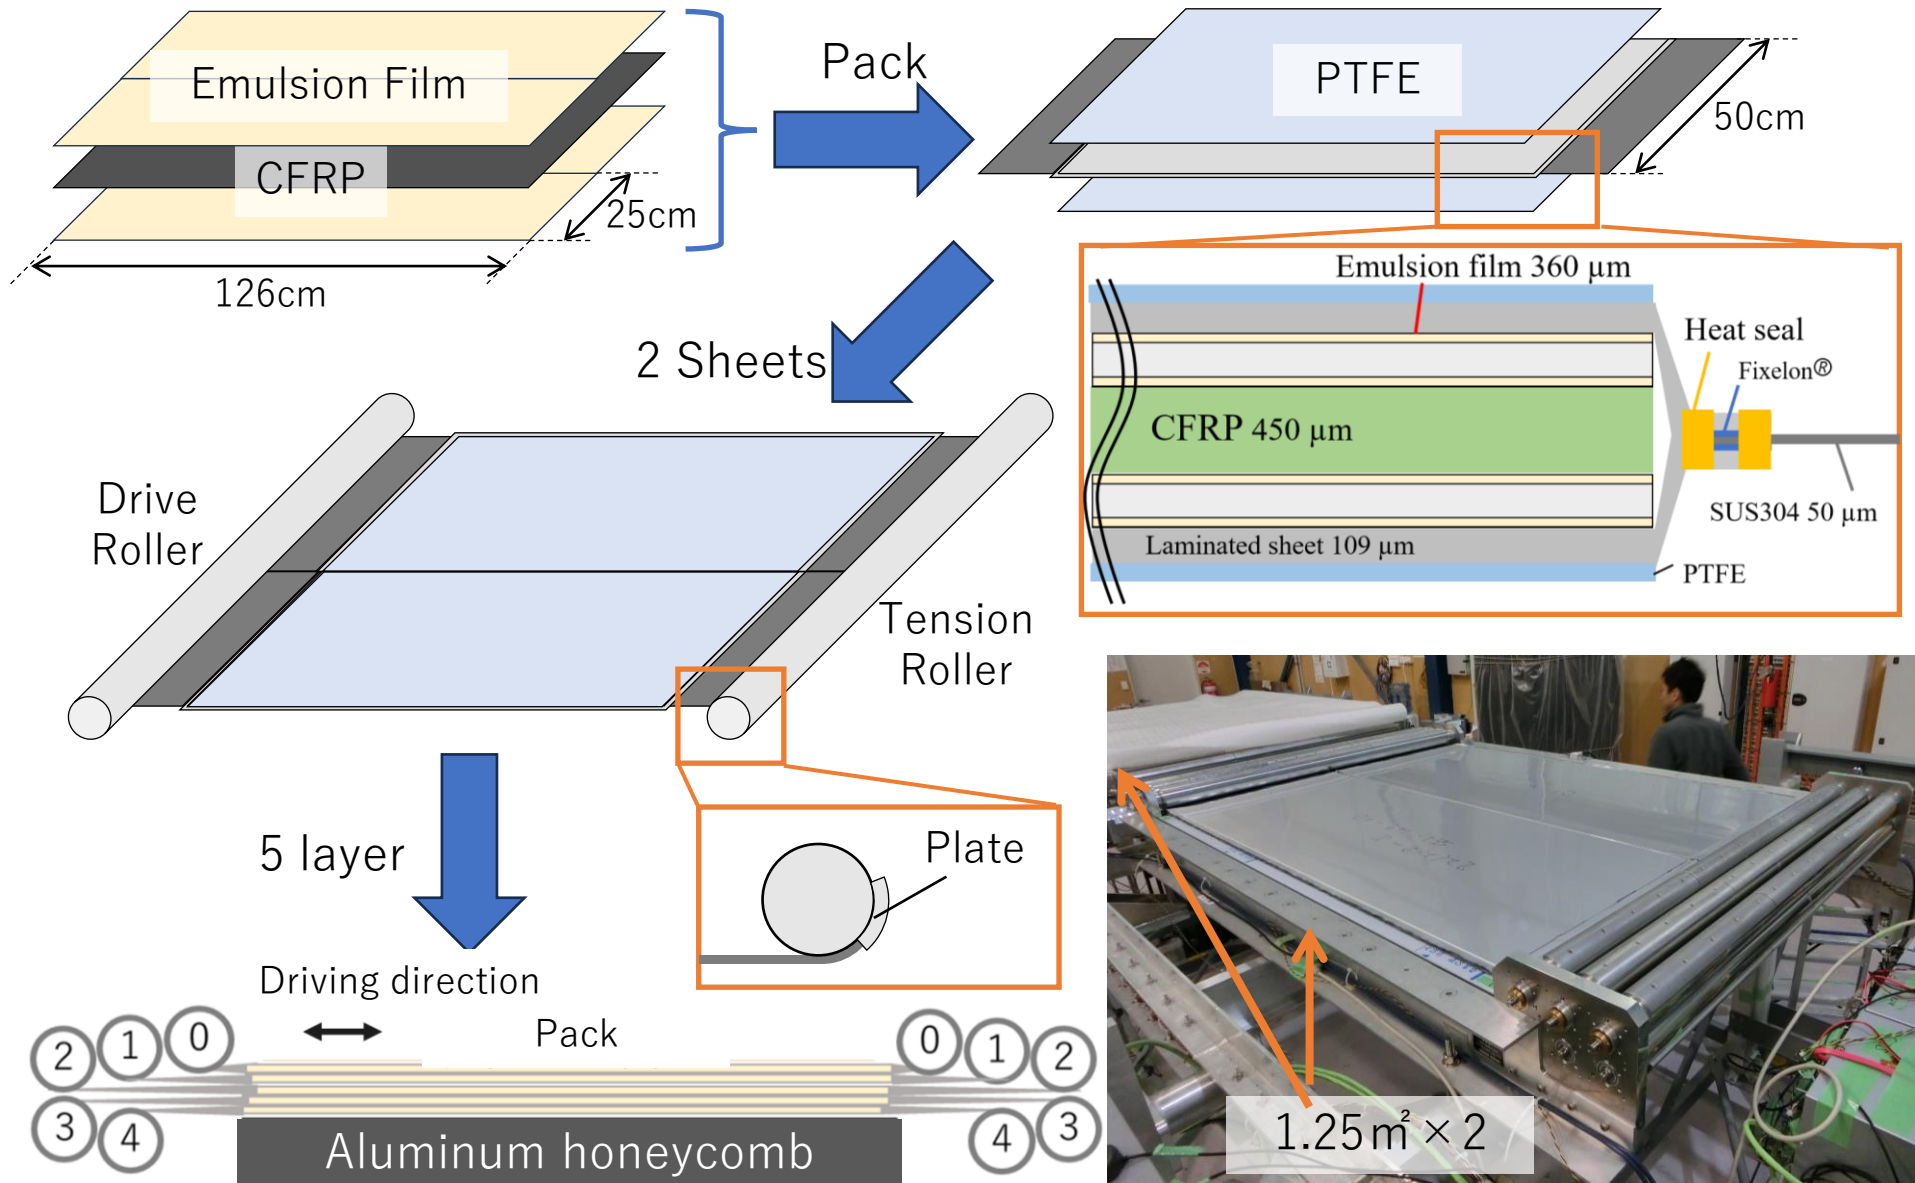 Emulsion Film
CFRP
25cm
126cm
Pack
PTFE
50cm
2 Sheets
Emulsion film 360 μm
Heat seal
Fixelon®
CFRP 450 μm
SUS304 50 μm
Laminated sheet 109 μm
PTFE
Drive
Roller
Tension
Roller
5 layer
Plate
Driving direction
Pack
2 1 0
0 1 2
3 4
4 3
Aluminum honeycomb
1.25㎡×2